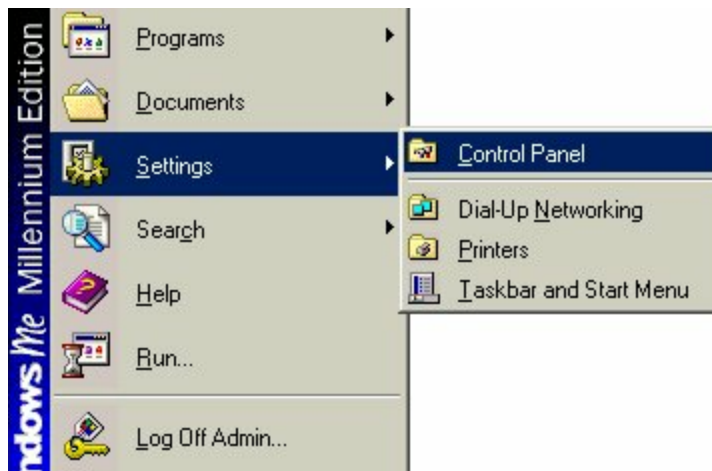 ndows Me Millennium Edition
Programs
Documents
Settings
Search
Help
Run...
Log Off Admin...
Control Panel
Dial-Up Networking
Printers
Taskbar and Start Menu